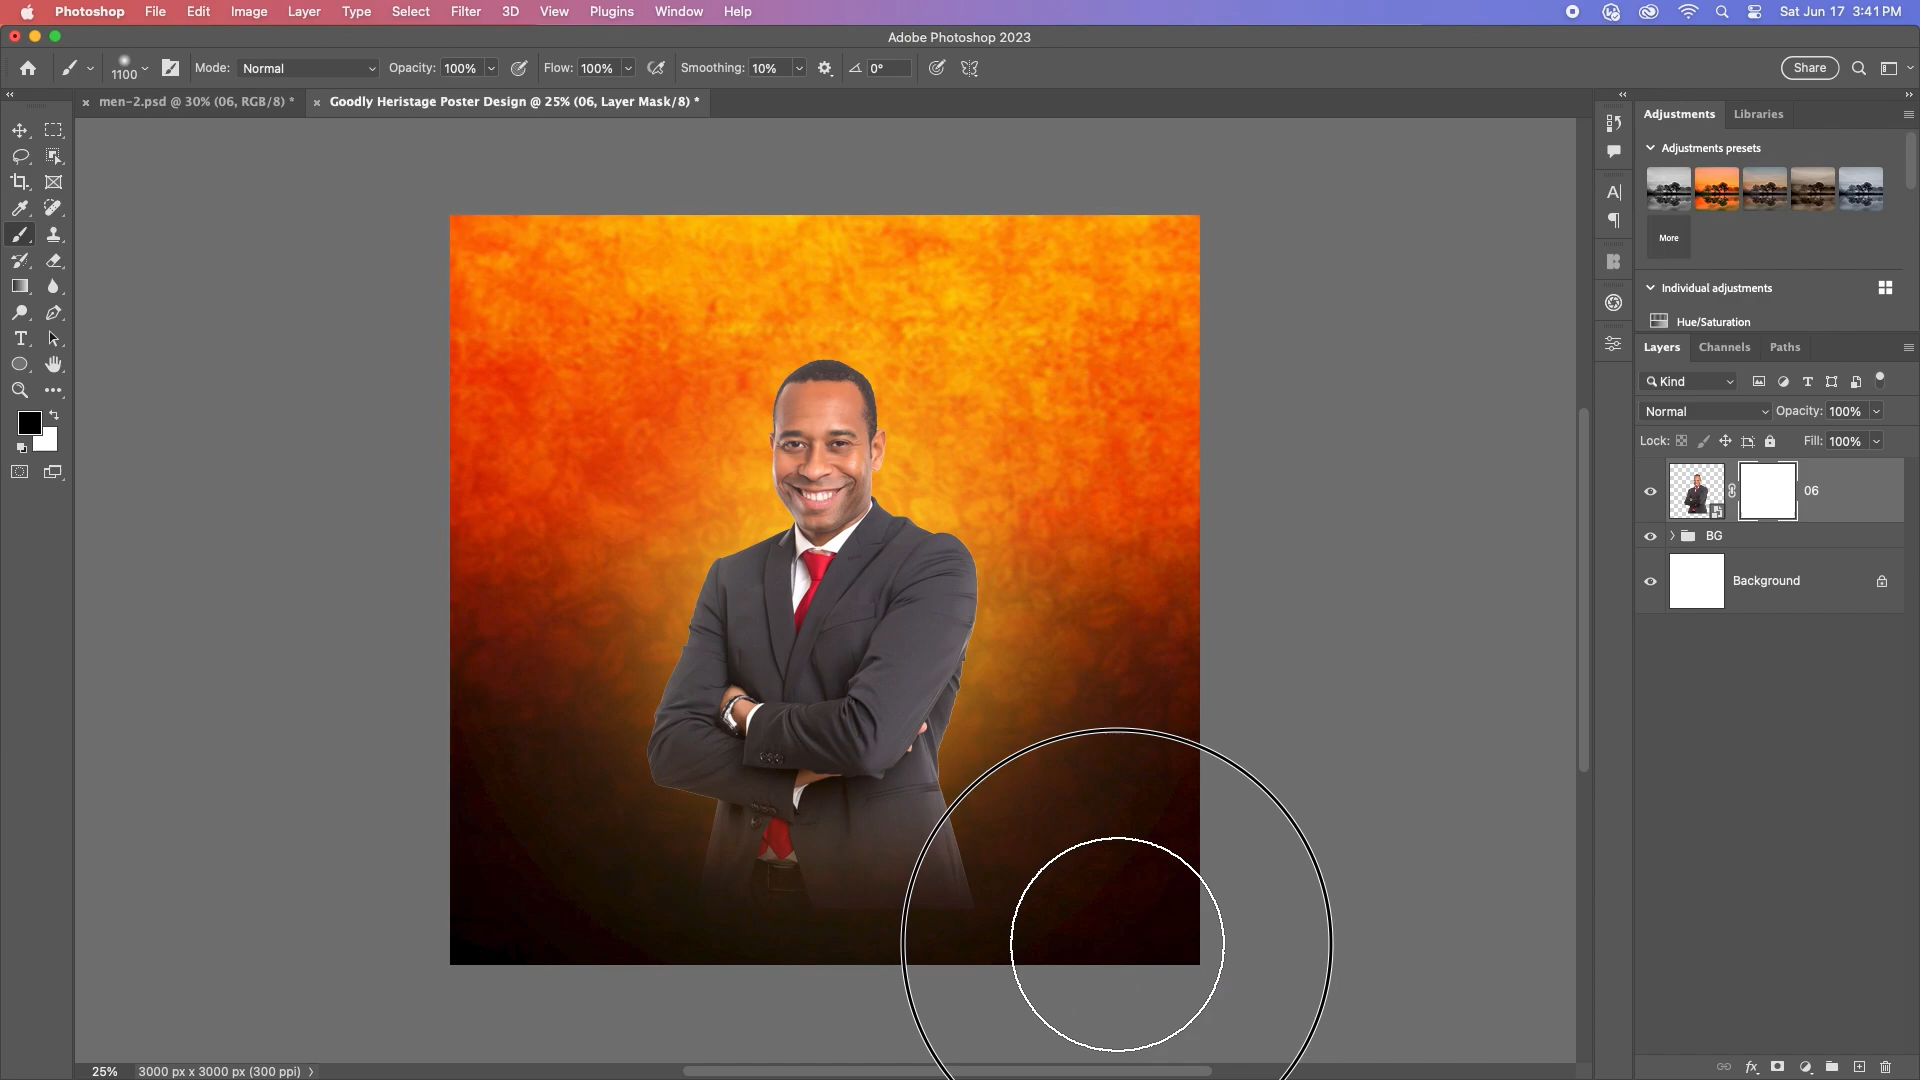 Photoshop File Edit Image Layer Type Select Filter 3D View Plugins Window Help Sat Jun 17 3:41 PM
Adobe Photoshop 2023
1100 Mode: Normal Opacity: 100% Flow: 100% Smoothing: 10% 0° Share
men-2.psd @ 30% (06, RGB/8) * Goodly Heristage Poster Design @ 25% (06, Layer Mask/8) *
Adjustments Libraries
Adjustments presets
More
Individual adjustments
Hue/Saturation
Layers Channels Paths
Kind
Normal Opacity: 100%
Lock: Fill: 100%
06
BG
Background
25% 3000 px x 3000 px (300 ppi)